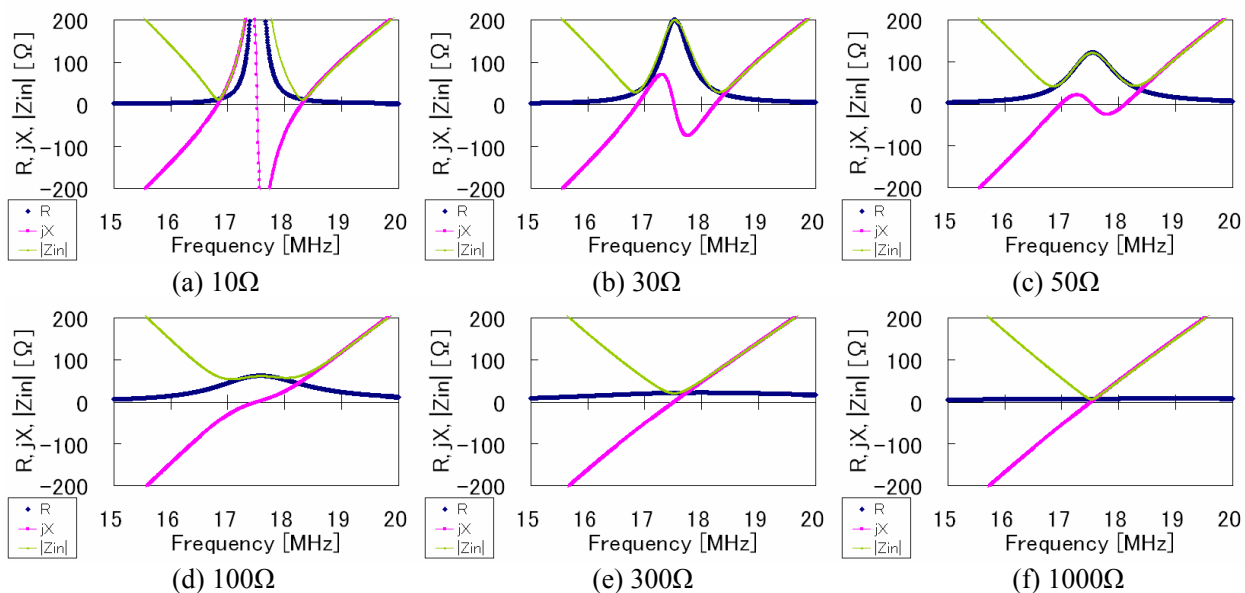 R, jX, |Zin| [Ω]
200
100
0
-100
-200
15 16 17 18 19 20
Frequency [MHz]
R
jX
|Zin|
(a) 10Ω
R, jX, |Zin| [Ω]
200
100
0
-100
-200
15 16 17 18 19 20
Frequency [MHz]
R
jX
|Zin|
(b) 30Ω
R, jX, |Zin| [Ω]
200
100
0
-100
-200
15 16 17 18 19 20
Frequency [MHz]
R
jX
|Zin|
(c) 50Ω
R, jX, |Zin| [Ω]
200
100
0
-100
-200
15 16 17 18 19 20
Frequency [MHz]
R
jX
|Zin|
(d) 100Ω
R, jX, |Zin| [Ω]
200
100
0
-100
-200
15 16 17 18 19 20
Frequency [MHz]
R
jX
|Zin|
(e) 300Ω
R, jX, |Zin| [Ω]
200
100
0
-100
-200
15 16 17 18 19 20
Frequency [MHz]
R
jX
|Zin|
(f) 1000Ω